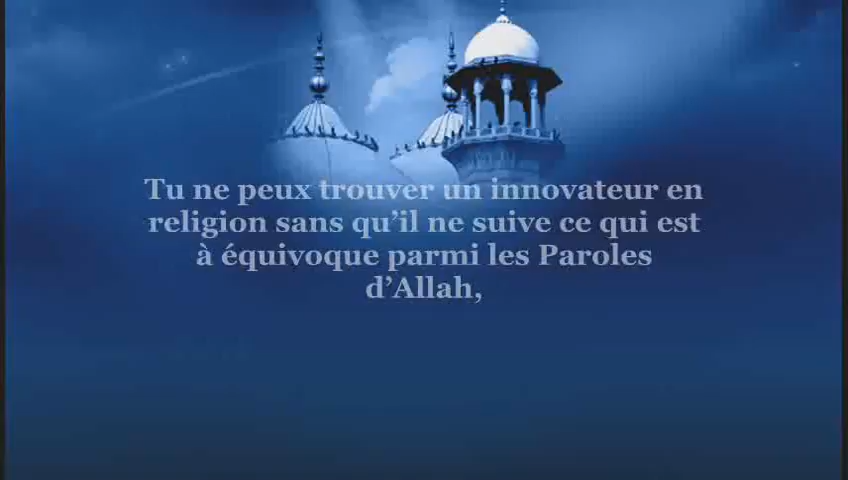 Tu ne peux trouver un innovateur en
religion sans qu’il ne suive ce qui est
à équivoque parmi les Paroles
d’Allah,